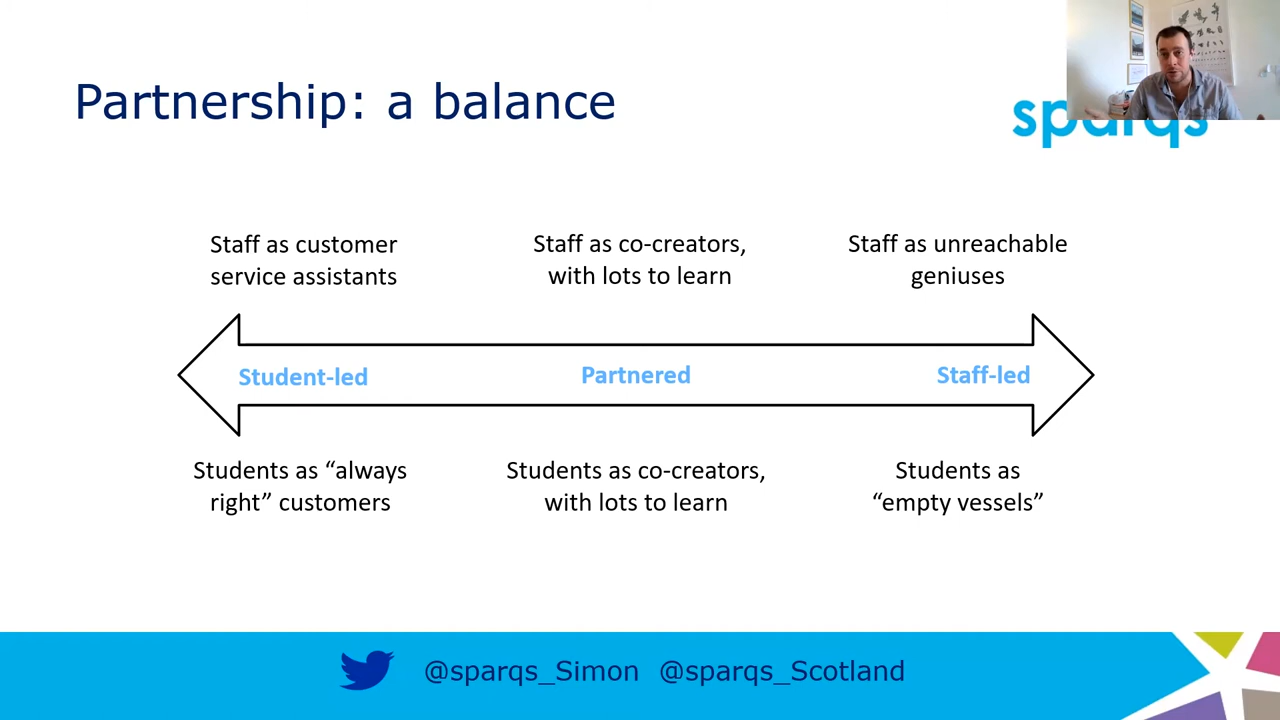 Partnership: a balance
sparqs
Staff as customer
service assistants
Staff as co-creators,
with lots to learn
Staff as unreachable
geniuses
Student-led
Partnered
Staff-led
Students as “always
right” customers
Students as co-creators,
with lots to learn
Students as
“empty vessels”
@sparqs_Simon @sparqs_Scotland